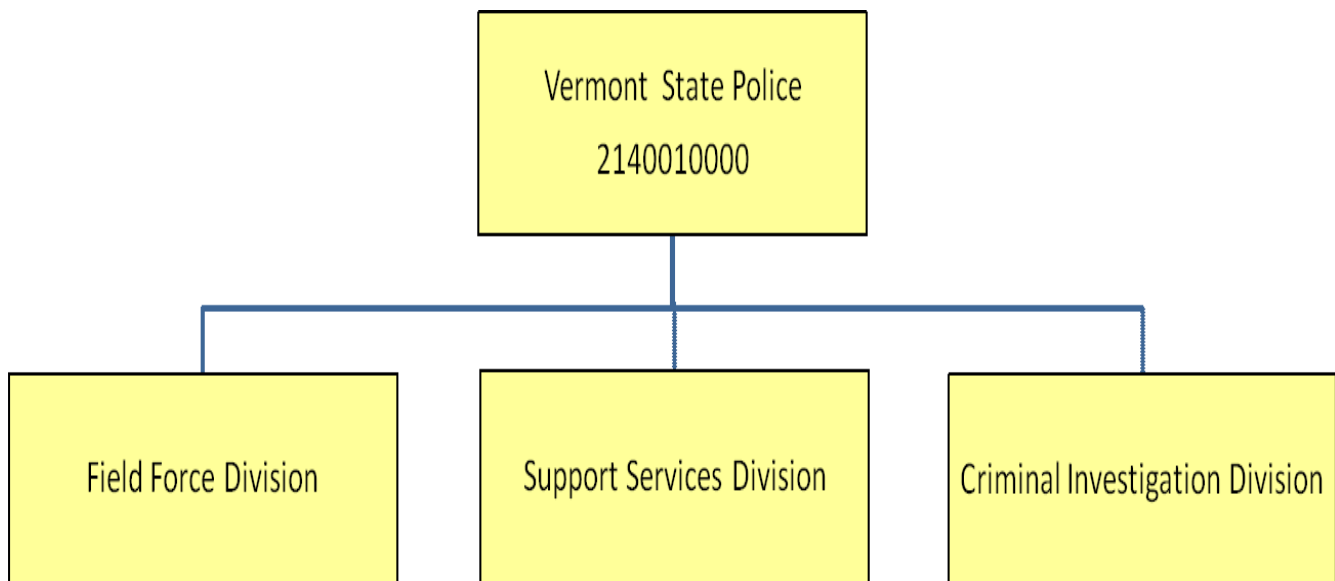 Vermont State Police
2140010000
Field Force Division
Support Services Division
Criminal Investigation Division